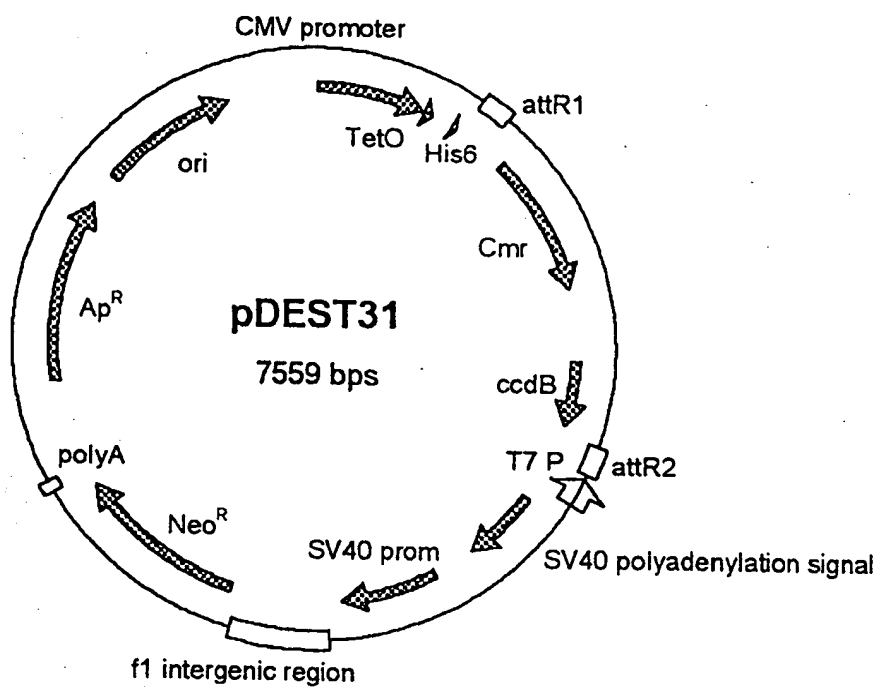 CMV promoter
attR1
TetO
His6
ori
Cmr
Ap^R
pDEST31
7559 bps
ccdB
polyA
T7 P
attR2
Neo^R
SV40 prom
SV40 polyadenylation signal
f1 intergenic region